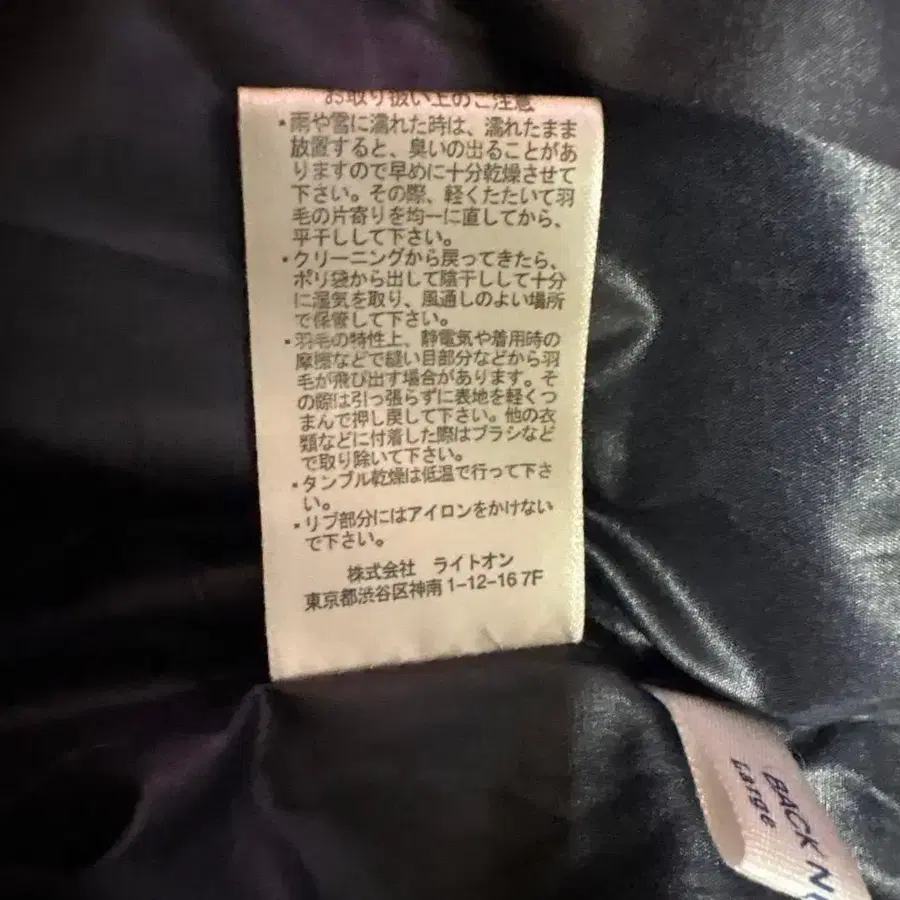 お取り扱い上のご注意
・雨や雪に濡れた時は、濡れたまま
放置すると、臭いの出ることがあ
りますので早めに十分乾燥させて
下さい。その際、軽くたたいて羽
毛の片寄りを均一に直してから、
平干しして下さい。
・クリーニングから戻ってきたら、
ポリ袋から出して陰干しして十分
に湿気を取り、風通しのよい場所
で保管して下さい。
・羽毛の特性上、静電気や着用時の
摩擦などで縫い目部分などから羽
毛が飛び出す場合があります。そ
の際は引っ張らずに表地を軽くつ
まんで押し戻して下さい。他の衣
類などに付着した際はブラシなど
で取り除いて下さい。
・タンブル乾燥は低温で行って下さ
い。
・リブ部分にはアイロンをかけない
で下さい。
株式会社 ライトオン
東京都渋谷区神南1-12-16 7F
BACK
Large